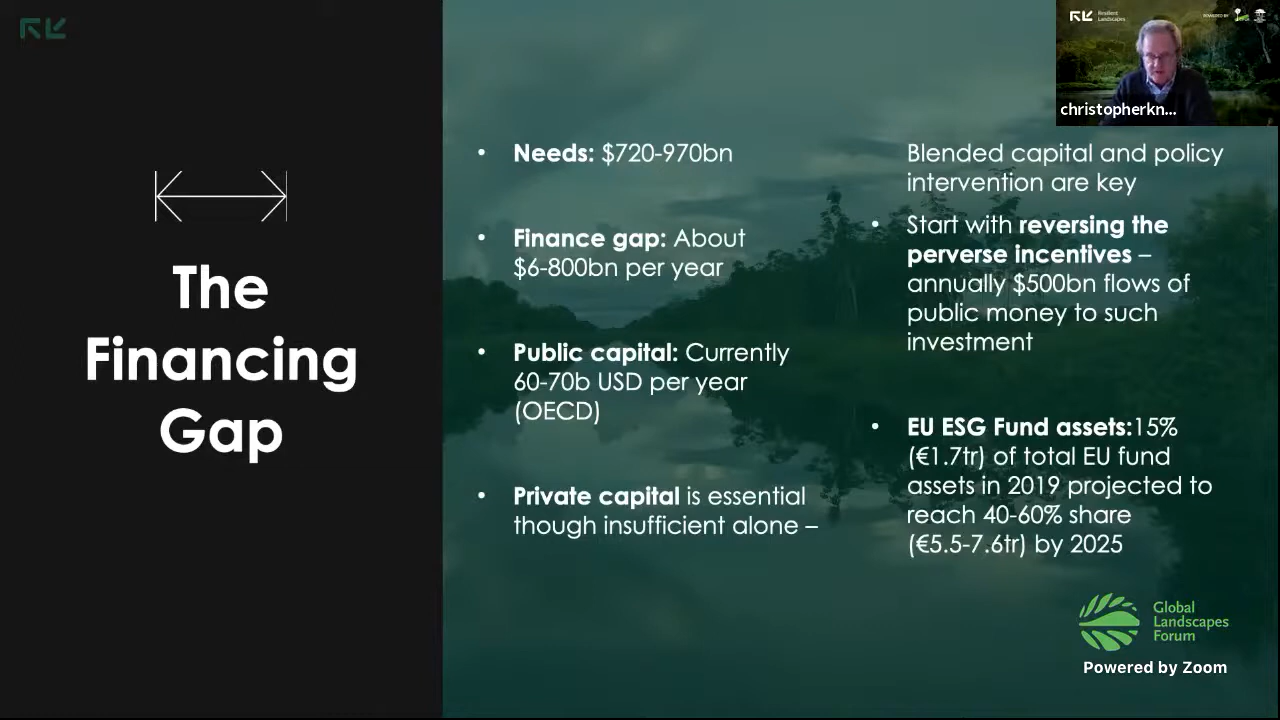 The
Financing
Gap
• Needs: $720-970bn
• Finance gap: About
$6-800bn per year
• Public capital: Currently
60-70b USD per year
(OECD)
• Private capital is essential
though insufficient alone –
Blended capital and policy
intervention are key
• Start with reversing the
perverse incentives –
annually $500bn flows of
public money to such
investment
• EU ESG Fund assets:15%
(€1.7tr) of total EU fund
assets in 2019 projected to
reach 40-60% share
(€5.5-7.6tr) by 2025
Resilient
Landscapes
POWERED BY
christopherkn...
Global
Landscapes
Forum
Powered by Zoom